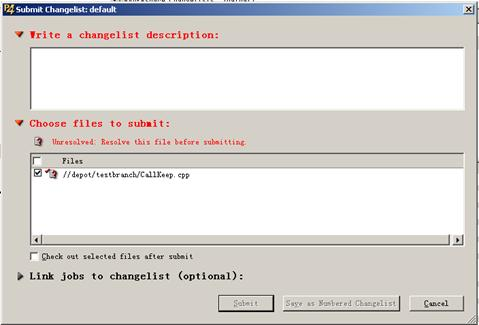 P4 Submit Changelist: default
Write a changelist description:
Choose files to submit:
Unresolved: Resolve this file before submitting.
Files
//depot/testbranch/CallKeep.cpp
Check out selected files after submit
Link jobs to changelist (optional):
Submit Save as Numbered Changelist Cancel